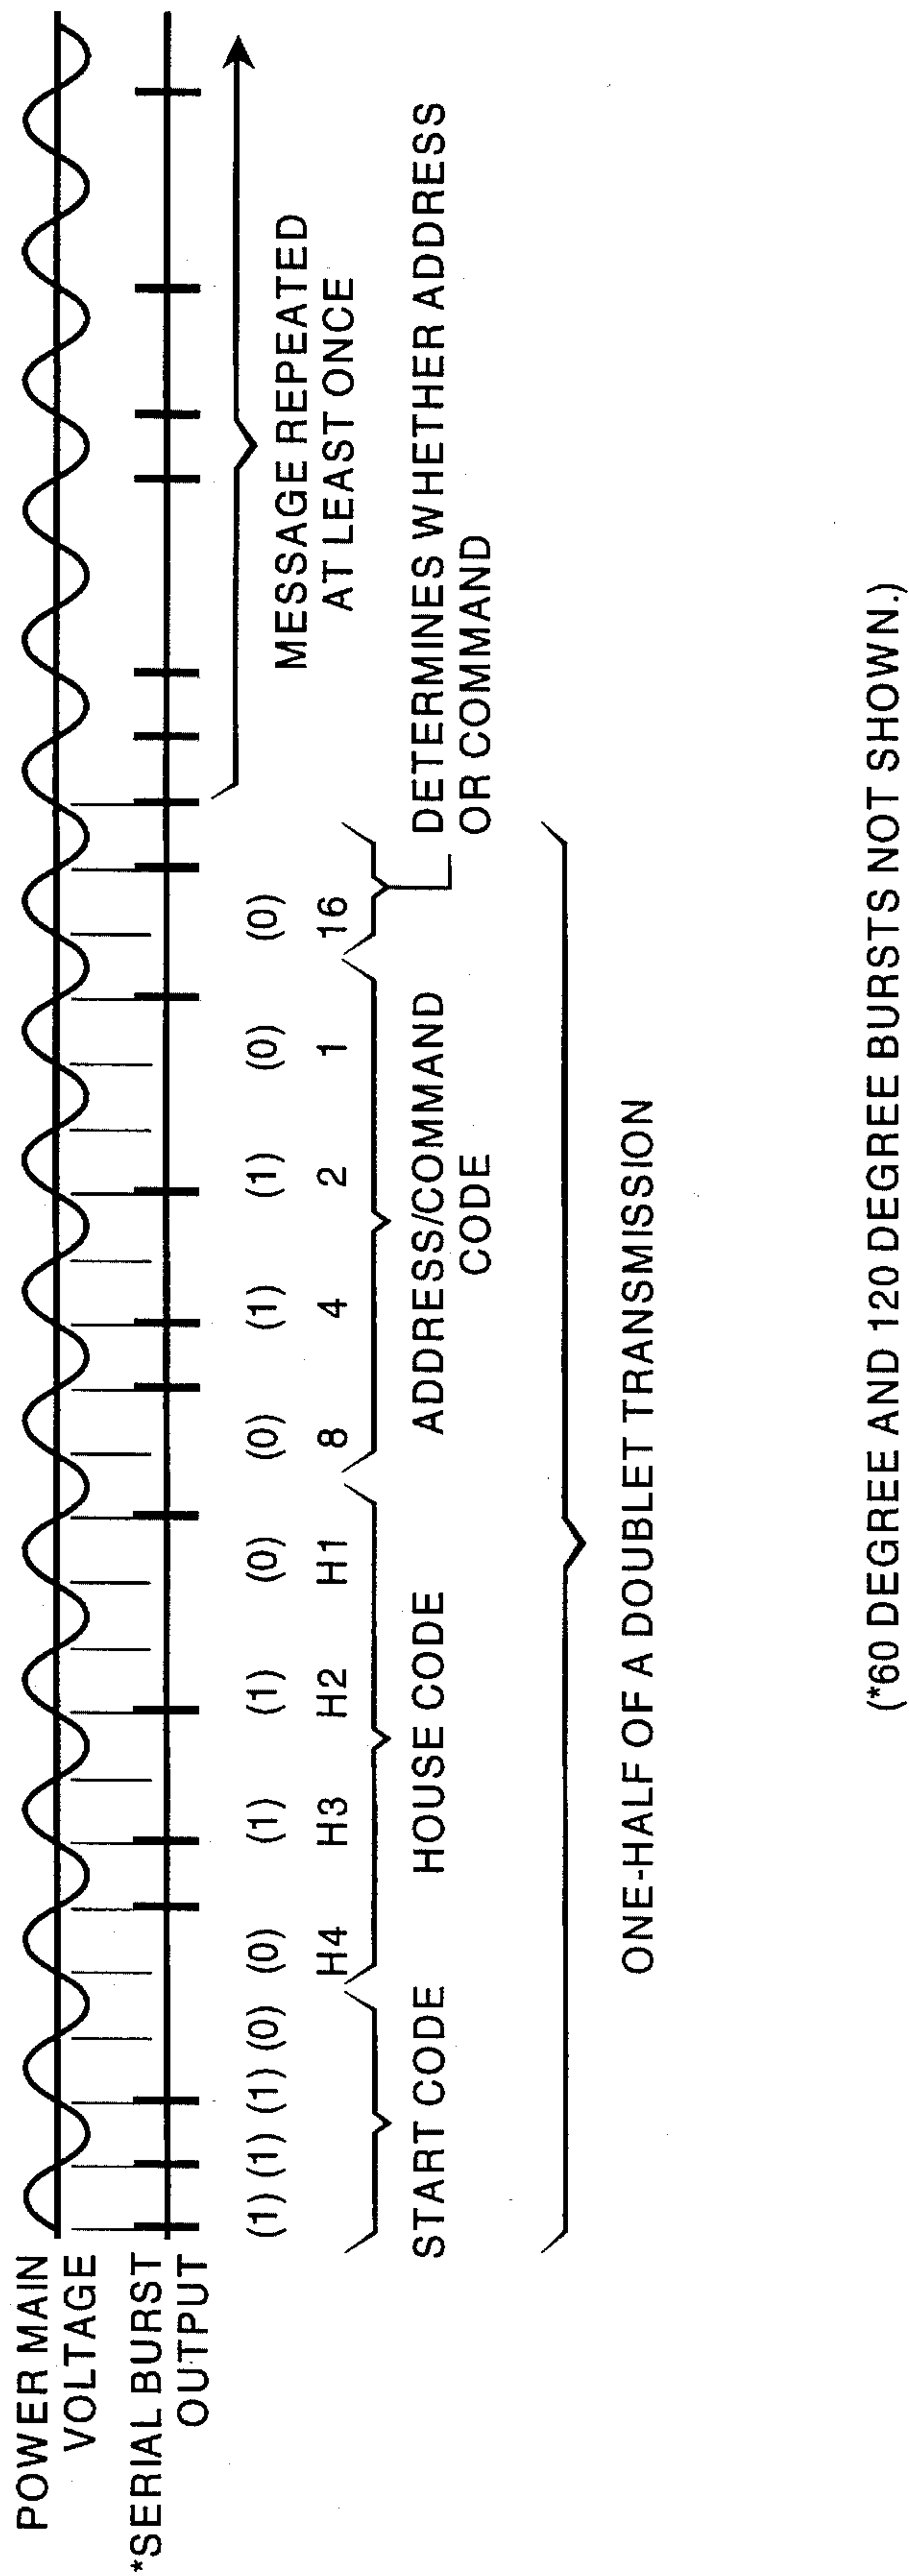 POWER MAIN
VOLTAGE
*SERIAL BURST
OUTPUT
(1) (1) (1) (0) (0) (1) (1) (0) (0) (1) (1) (0) (0)
H4 H3 H2 H1 8 4 2 1 16
START CODE
HOUSE CODE
ADDRESS/COMMAND
CODE
DETERMINES WHETHER ADDRESS
OR COMMAND
MESSAGE REPEATED
AT LEAST ONCE
ONE-HALF OF A DOUBLET TRANSMISSION
(*60 DEGREE AND 120 DEGREE BURSTS NOT SHOWN.)